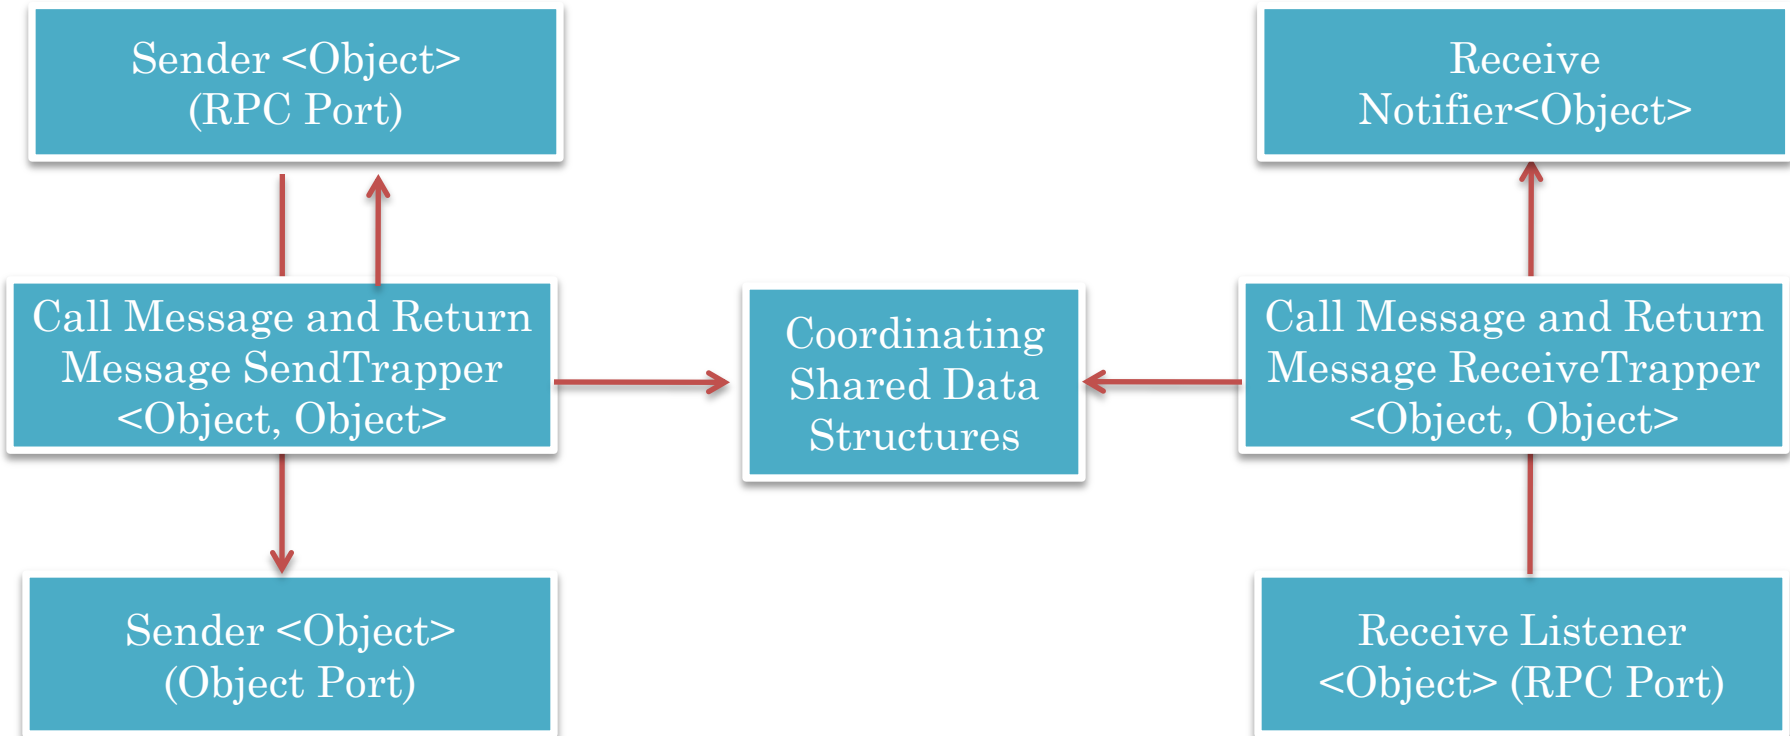 Sender <Object>
(RPC Port)
Receive
Notifier<Object>
Call Message and Return
Message SendTrapper
<Object, Object>
Coordinating
Shared Data
Structures
Call Message and Return
Message ReceiveTrapper
<Object, Object>
Sender <Object>
(Object Port)
Receive Listener
<Object> (RPC Port)